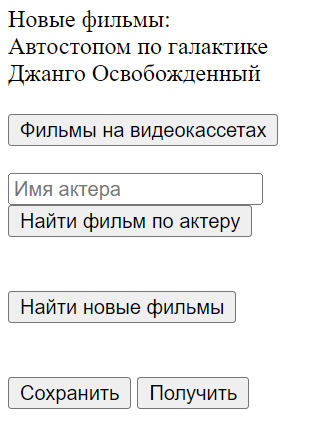 Новые фильмы:
Автостопом по галактике
Джанго Освобожденный
Фильмы на видеокассетах
Имя актера
Найти фильм по актеру
Найти новые фильмы
Сохранить Получить